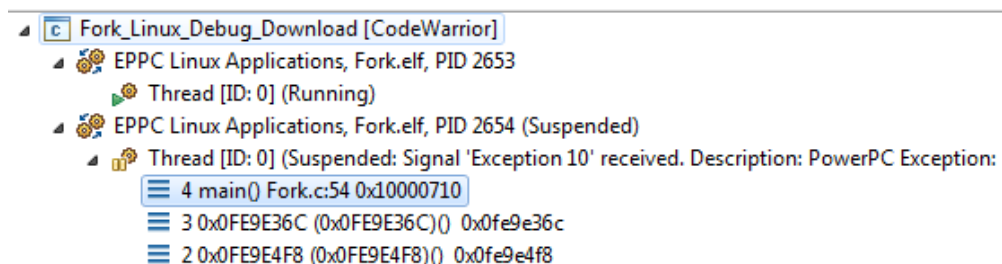 Fork_Linux_Debug_Download [CodeWarrior]
EPPC Linux Applications, Fork.elf, PID 2653
Thread [ID: 0] (Running)
EPPC Linux Applications, Fork.elf, PID 2654 (Suspended)
Thread [ID: 0] (Suspended: Signal 'Exception 10' received. Description: PowerPC Exception:
4 main() Fork.c:54 0x10000710
3 0x0FE9E36C (0x0FE9E36C)() 0x0fe9e36c
2 0x0FE9E4F8 (0x0FE9E4F8)() 0x0fe9e4f8